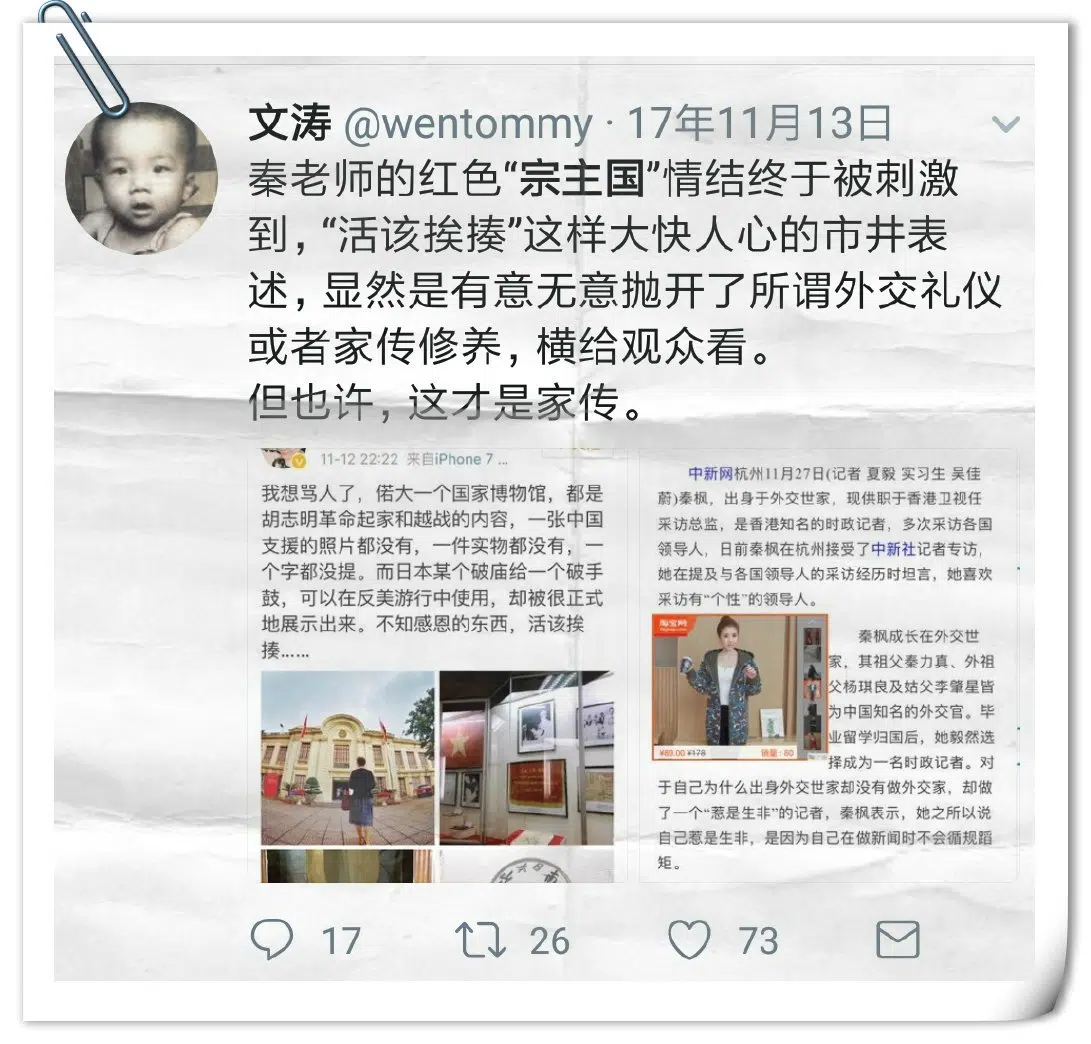 文涛 @wentommy · 17年11月13日
秦老师的红色“宗主国”情结终于被刺激
到，“活该挨揍”这样大快人心的市井表
述，显然是有意无意抛开了所谓外交礼仪
或者家传修养，横给观众看。
但也许，这才是家传。
11-12 22:22 来自iPhone 7 ...
我想骂人了，偌大一个国家博物馆，都是
胡志明革命起家和越战的内容，一张中国
支援的照片都没有，一件实物都没有，一
个字都没提。而日本某个破庙给一个破手
鼓，可以在反美游行中使用，却被很正式
地展示出来。不知感恩的东西，活该挨
揍……
中新网杭州11月27日(记者 夏毅 实习生 吴佳
蔚)秦枫，出身于外交世家，现供职于香港卫视任
采访总监，是香港知名的时政记者，多次采访各国
领导人，日前秦枫在杭州接受了中新社记者专访，
她在提及与各国领导人的采访经历时坦言，她喜欢
采访有“个性”的领导人。
淘宝网
¥89.00 ¥178 销量：60
秦枫成长在外交世
家，其祖父秦力真、外祖
父杨琪良及姑父李肇星皆
为中国知名的外交官。毕
业留学归国后，她毅然选
择成为一名时政记者。对
于自己为什么出身外交世家却没有做外交家，却做
了一个“惹是生非”的记者，秦枫表示，她之所以说
自己惹是生非，是因为自己在做新闻时不会循规蹈
矩。
17 26 73